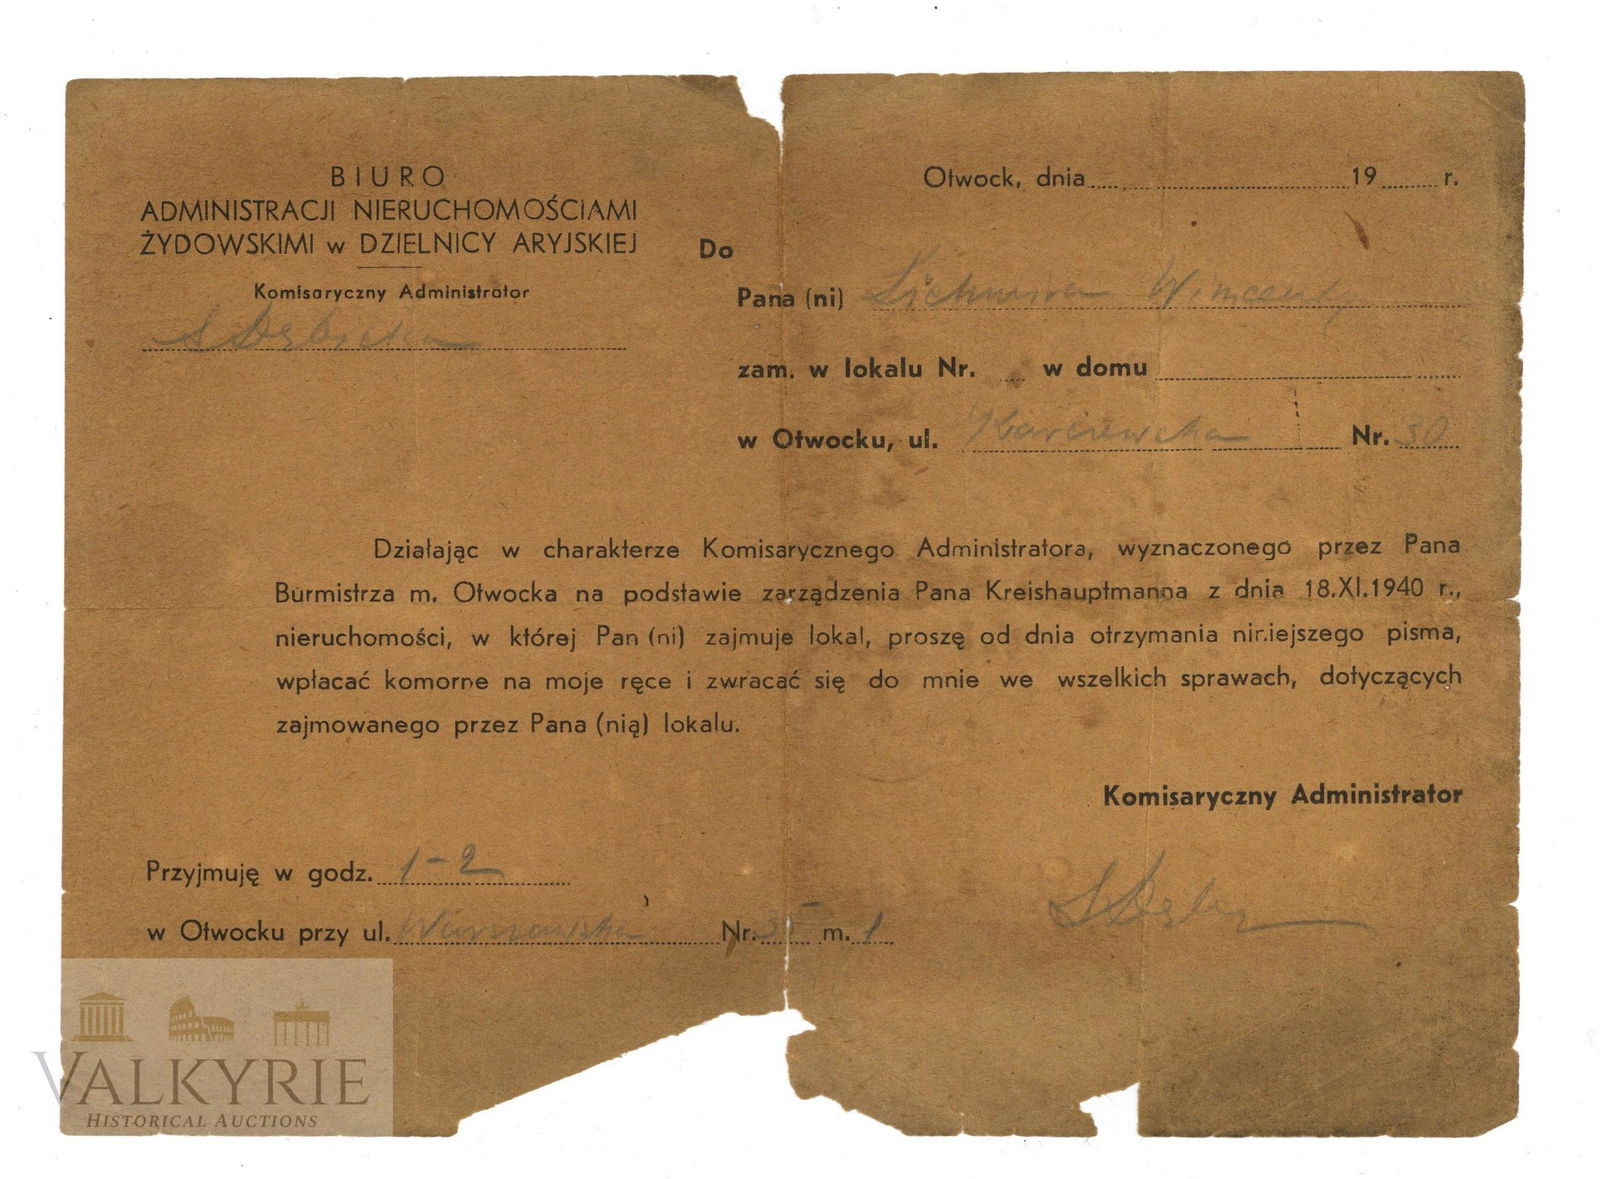 BIURO
ADMINISTRACJI NIERUCHOMOŚCIAMI
ŻYDOWSKIMI w DZIELNICY ARYJSKIEJ
Komisaryczny Administrator
Otwock, dnia 19 r.
Do
Pana (ni)
zam. w lokalu Nr. w domu
w Otwocku, ul. Karczewska Nr. 30
Działając w charakterze Komisarycznego Administratora, wyznaczonego przez Pana
Burmistrza m. Otwocka na podstawie zarządzenia Pana Kreishauptmanna z dnia 18.XI.1940 r.,
nieruchomości, w której Pan (ni) zajmuje lokal, proszę od dnia otrzymania niniejszego pisma,
wpłacać komorne na moje ręce i zwracać się do mnie we wszelkich sprawach, dotyczących
zajmowanego przez Pana (nią) lokalu.
Komisaryczny Administrator
Przyjmuję w godz. 1-2
w Otwocku przy ul. Warszawska Nr. m. 1
VALKYRIE
HISTORICAL AUCTIONS